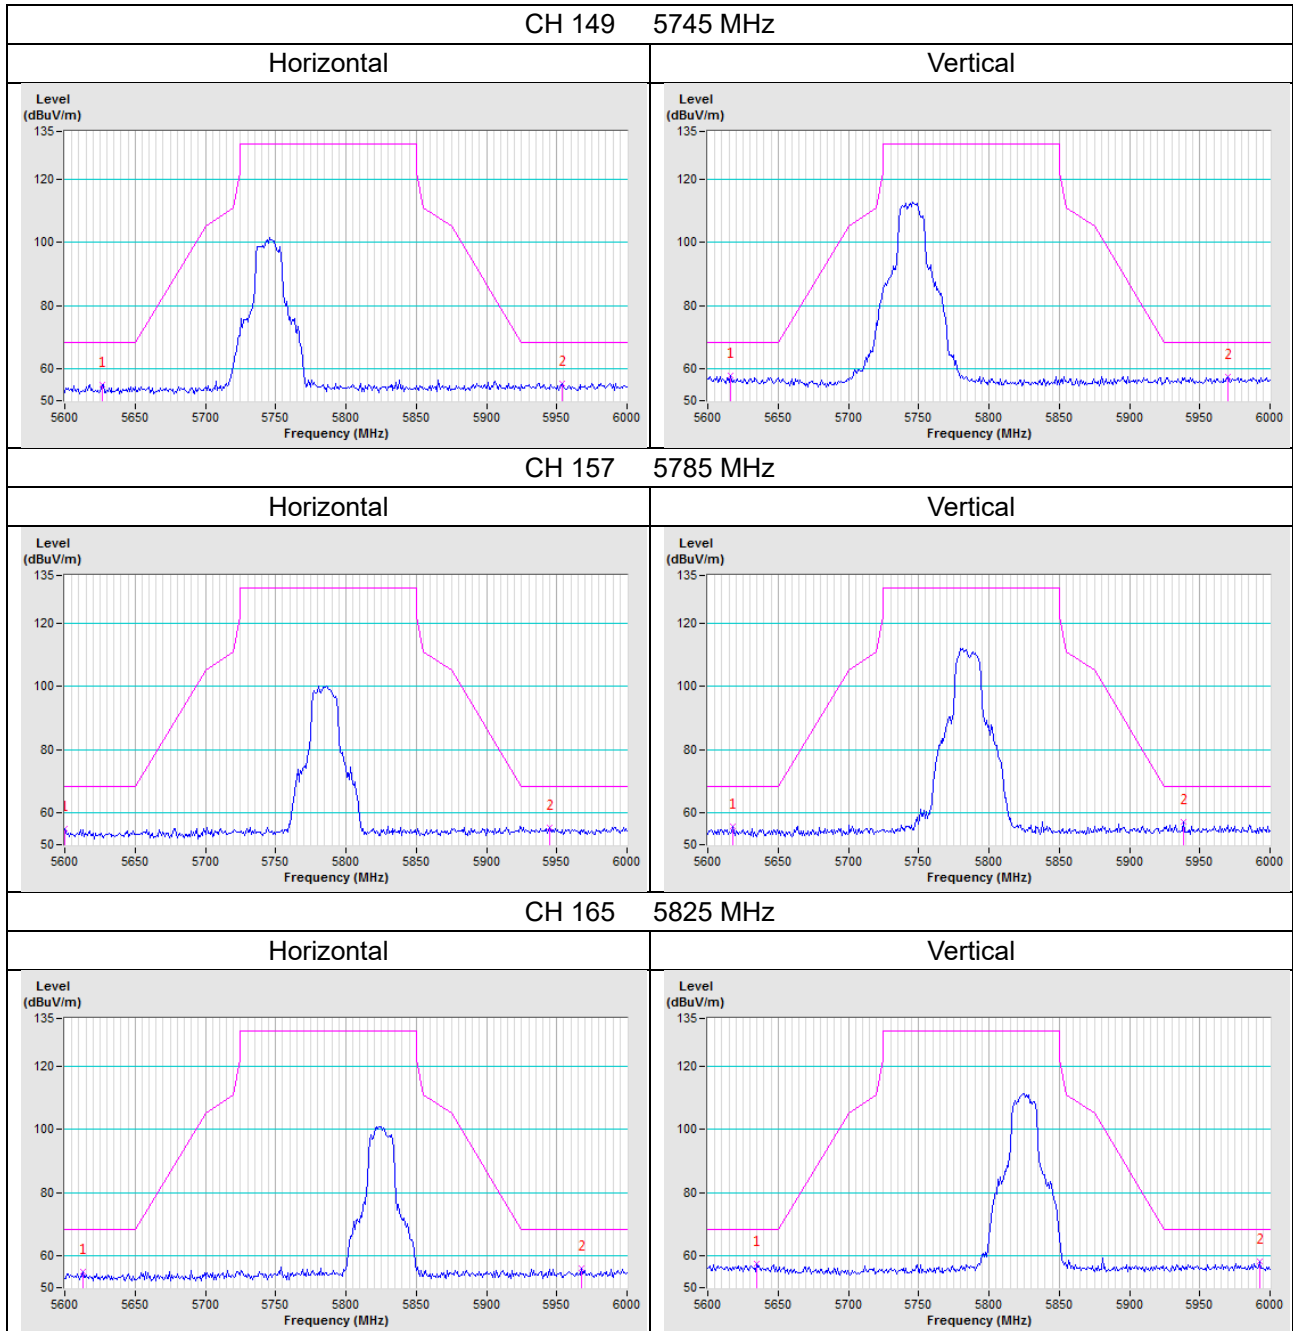 CH 149 5745 MHz
Horizontal Vertical
Level Level
(dBuV/m) (dBuV/m)
135 135
120 120
100 100
80 80
1 2 1 2
60 60
50 50
5600 5650 5700 5750 5800 5850 5900 5950 6000 5600 5650 5700 5750 5800 5850 5900 5950 6000
Frequency (MHz) Frequency (MHz)
CH 157 5785 MHz
Horizontal Vertical
Level Level
(dBuV/m) (dBuV/m)
135 135
120 120
100 100
80 80
1 2 1 2
60 60
50 50
5600 5650 5700 5750 5800 5850 5900 5950 6000 5600 5650 5700 5750 5800 5850 5900 5950 6000
Frequency (MHz) Frequency (MHz)
CH 165 5825 MHz
Horizontal Vertical
Level Level
(dBuV/m) (dBuV/m)
135 135
120 120
100 100
80 80
1 2 1 2
60 60
50 50
5600 5650 5700 5750 5800 5850 5900 5950 6000 5600 5650 5700 5750 5800 5850 5900 5950 6000
Frequency (MHz) Frequency (MHz)